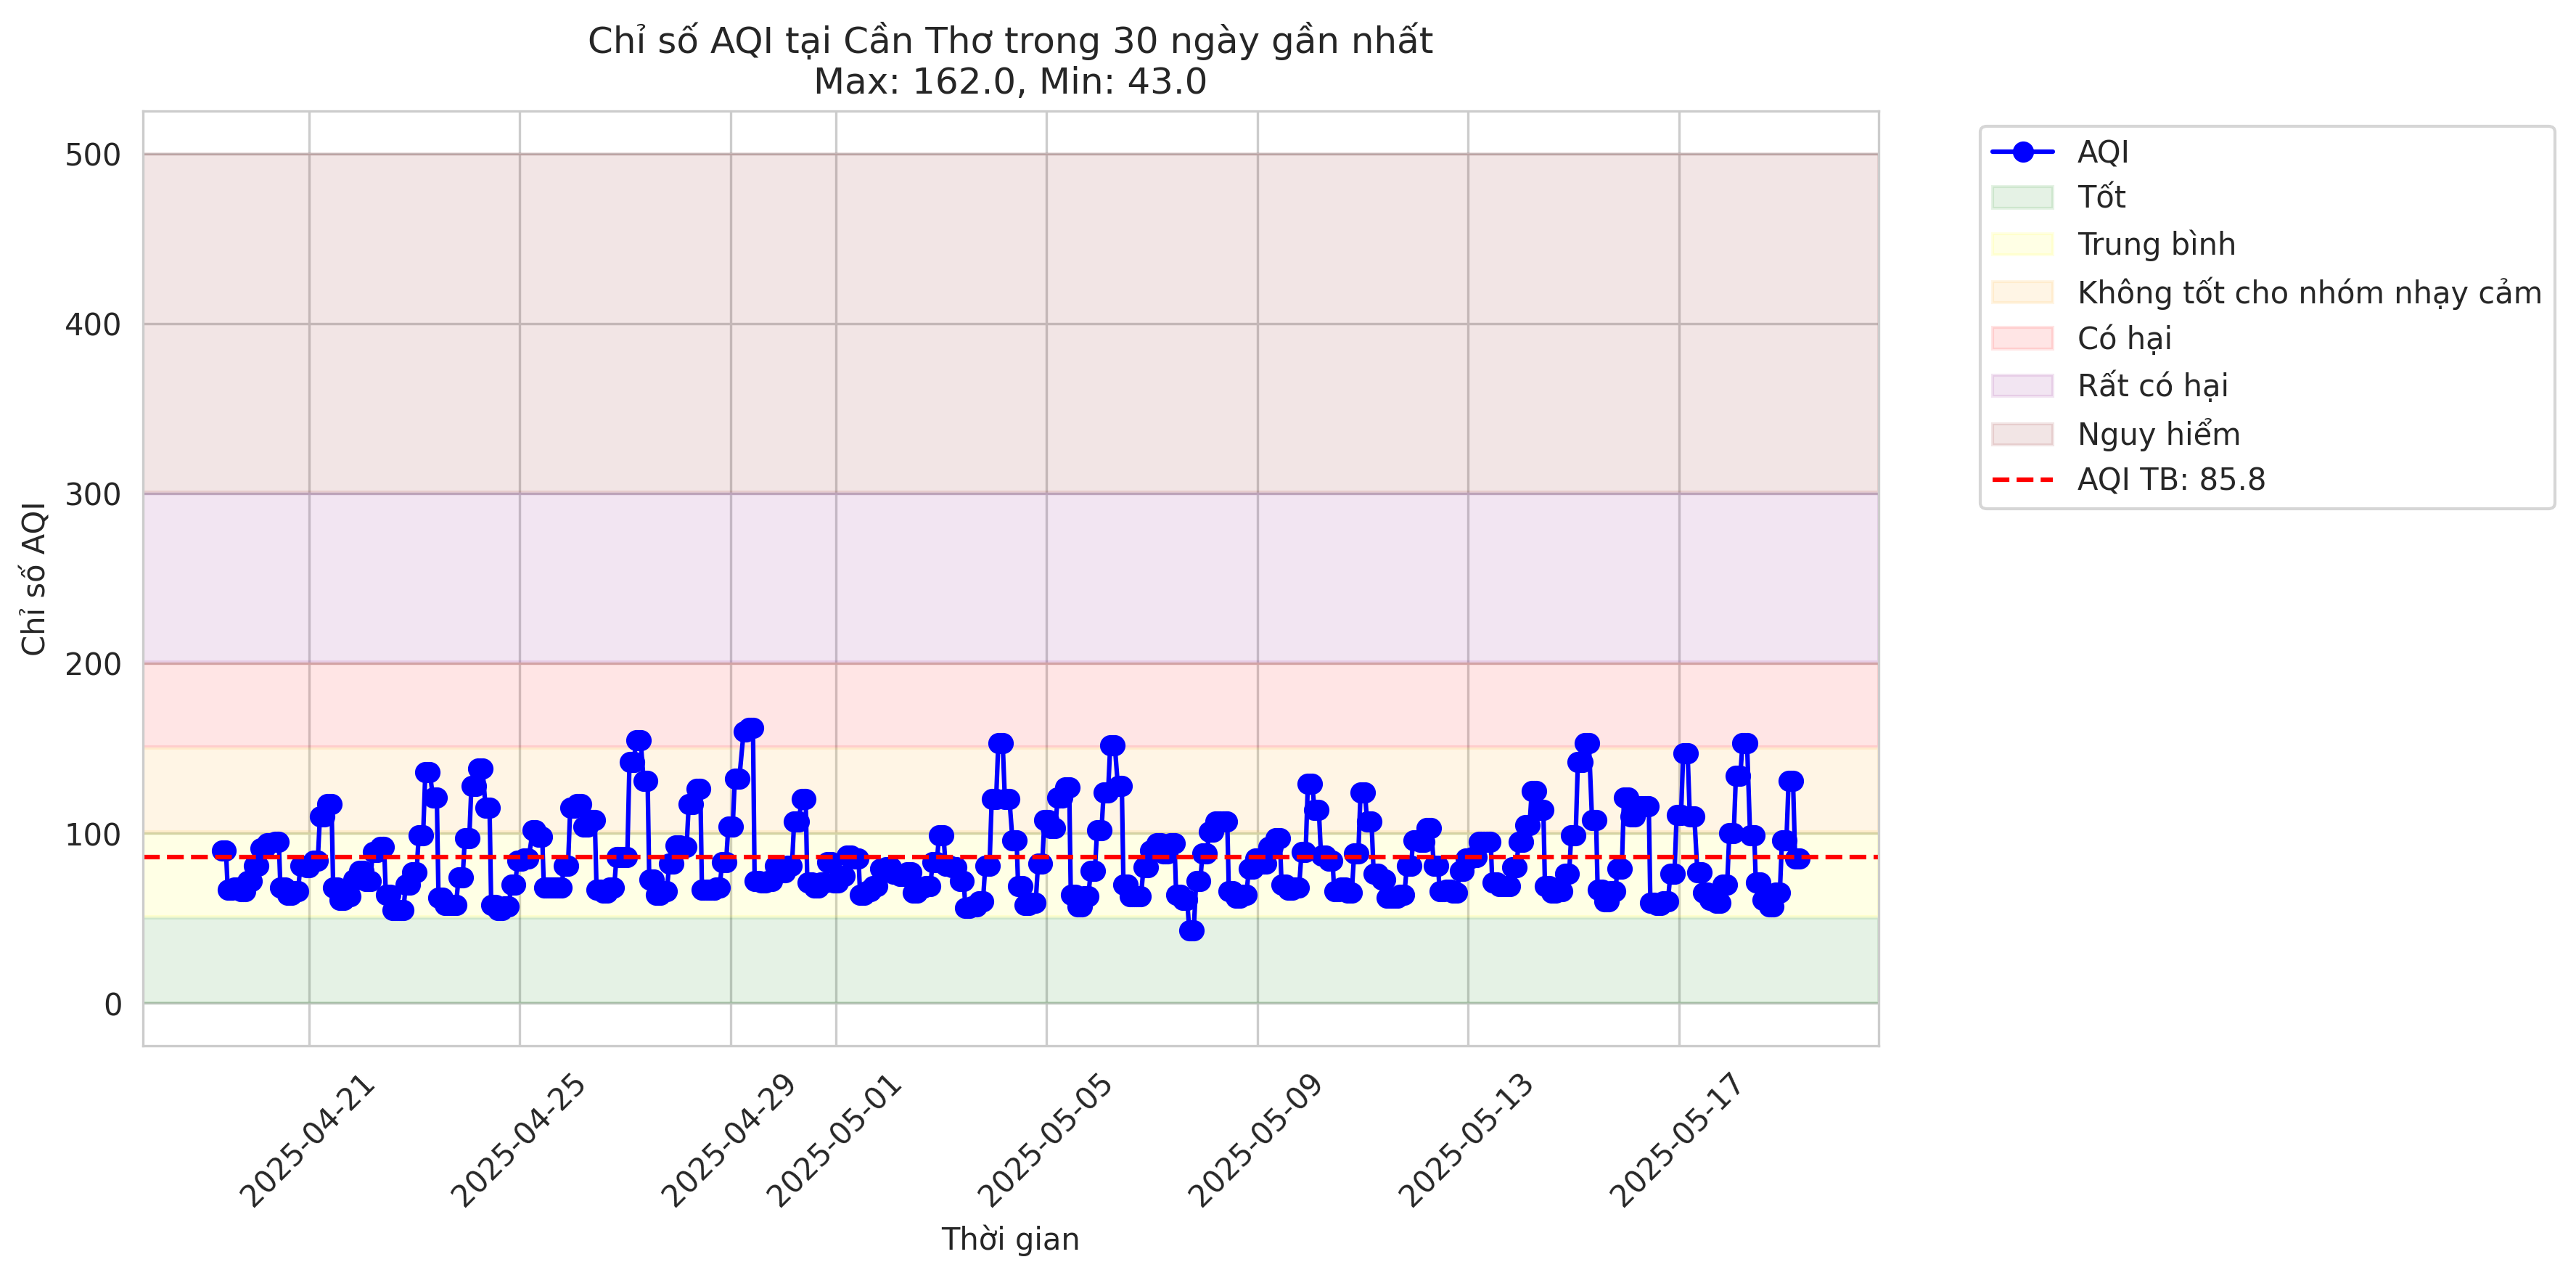 Chỉ số AQI tại Cần Thơ trong 30 ngày gần nhất
Max: 162.0, Min: 43.0
Chỉ số AQI
500
400
300
200
100
0
2025-04-21
2025-04-25
2025-04-29
2025-05-01
2025-05-05
2025-05-09
2025-05-13
2025-05-17
Thời gian
AQI
Tốt
Trung bình
Không tốt cho nhóm nhạy cảm
Có hại
Rất có hại
Nguy hiểm
AQI TB: 85.8